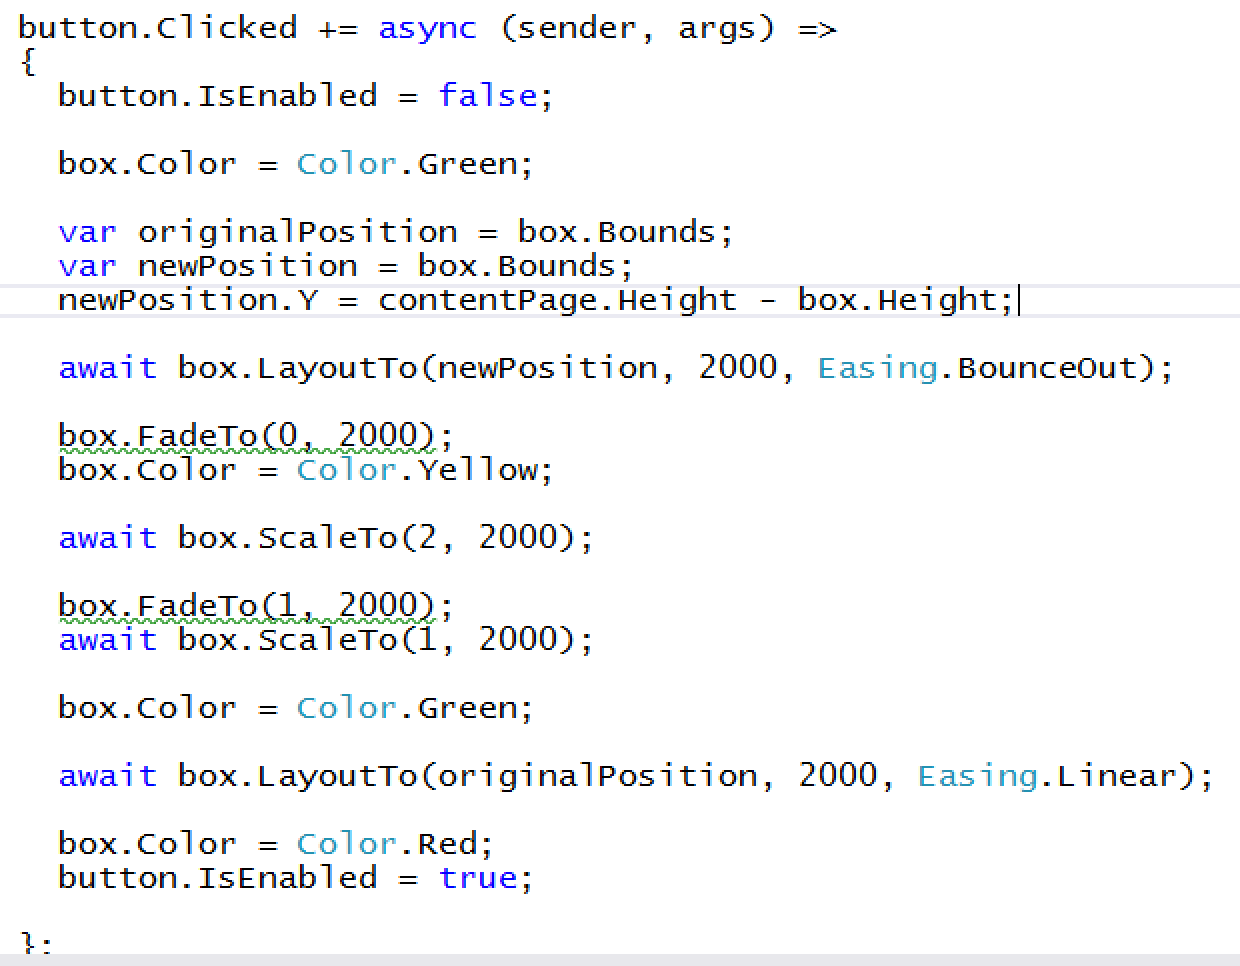 button.Clicked += async (sender, args) =>
{
button.IsEnabled = false;
box.Color = Color.Green;
var originalPosition = box.Bounds;
var newPosition = box.Bounds;
newPosition.Y = contentPage.Height - box.Height;
await box.LayoutTo(newPosition, 2000, Easing.BounceOut);
box.FadeTo(0, 2000);
box.Color = Color.Yellow;
await box.ScaleTo(2, 2000);
box.FadeTo(1, 2000);
await box.ScaleTo(1, 2000);
box.Color = Color.Green;
await box.LayoutTo(originalPosition, 2000, Easing.Linear);
box.Color = Color.Red;
button.IsEnabled = true;
};